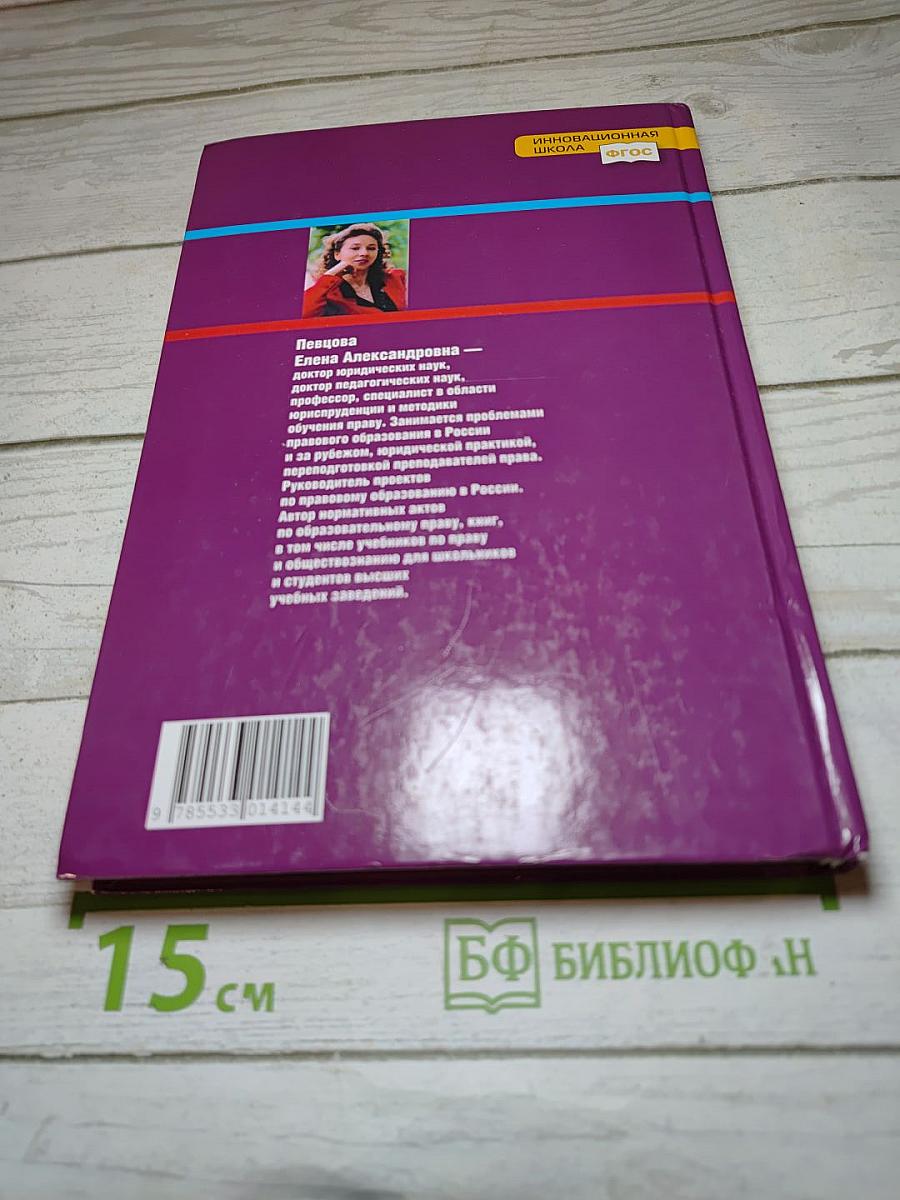 ИННОВАЦИОННАЯ
ШКОЛА
ФГОС
Певцова
Елена Александровна —
доктор юридических наук,
доктор педагогических наук,
профессор, специалист в области
юриспруденции и методики
обучения праву. Занимается проблемами
правового образования в России
и за рубежом, юридической практикой,
переподготовкой преподавателей права.
Руководитель проектов
по правовому образованию в России.
Автор нормативных актов
по образовательному праву, книг,
в том числе учебников по праву
и обществознанию для школьников
и студентов высших
учебных заведений.
9 785533 014144
15 см
БФ БИБЛИОФАН